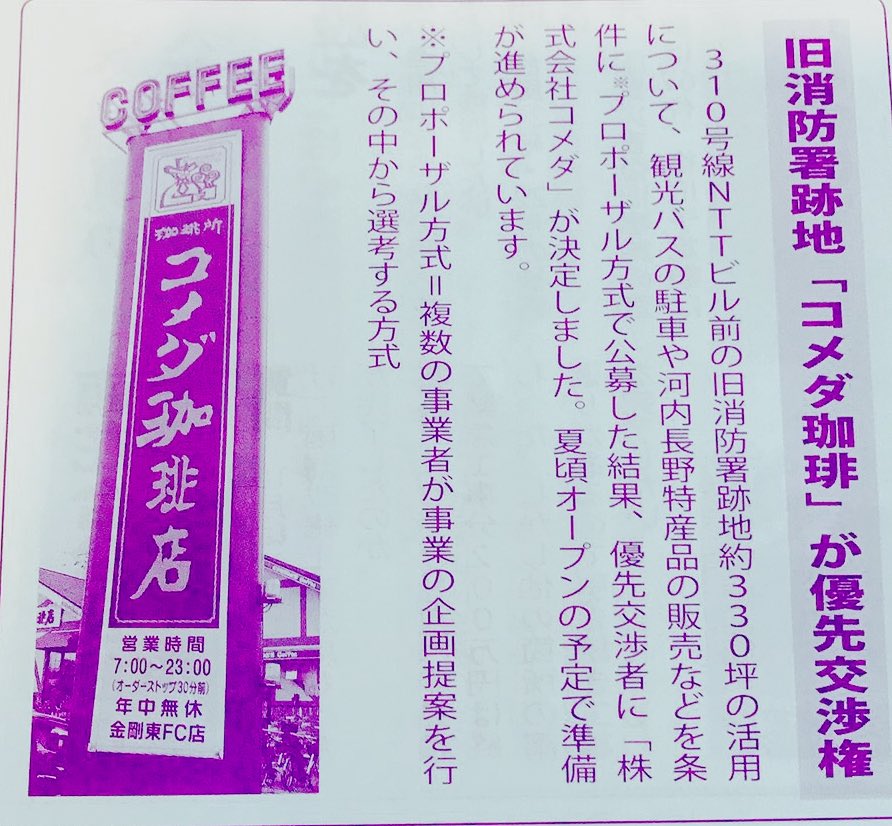 旧消防署跡地「コメダ珈琲」が優先交渉権
310号線NTTビル前の旧消防署跡地約330坪の活用
について、観光バスの駐車や河内長野特産品の販売などを条
件に※プロポーザル方式で公募した結果、優先交渉者に「株
式会社コメダ」が決定しました。夏頃オープンの予定で準備
が進められています。
※プロポーザル方式＝複数の事業者が事業の企画提案を行
い、その中から選考する方式
COFFEE
珈琲所
コメダ珈琲店
営業時間
7:00～23:00
(オーダーストップ30分前)
年中無休
金剛東FC店